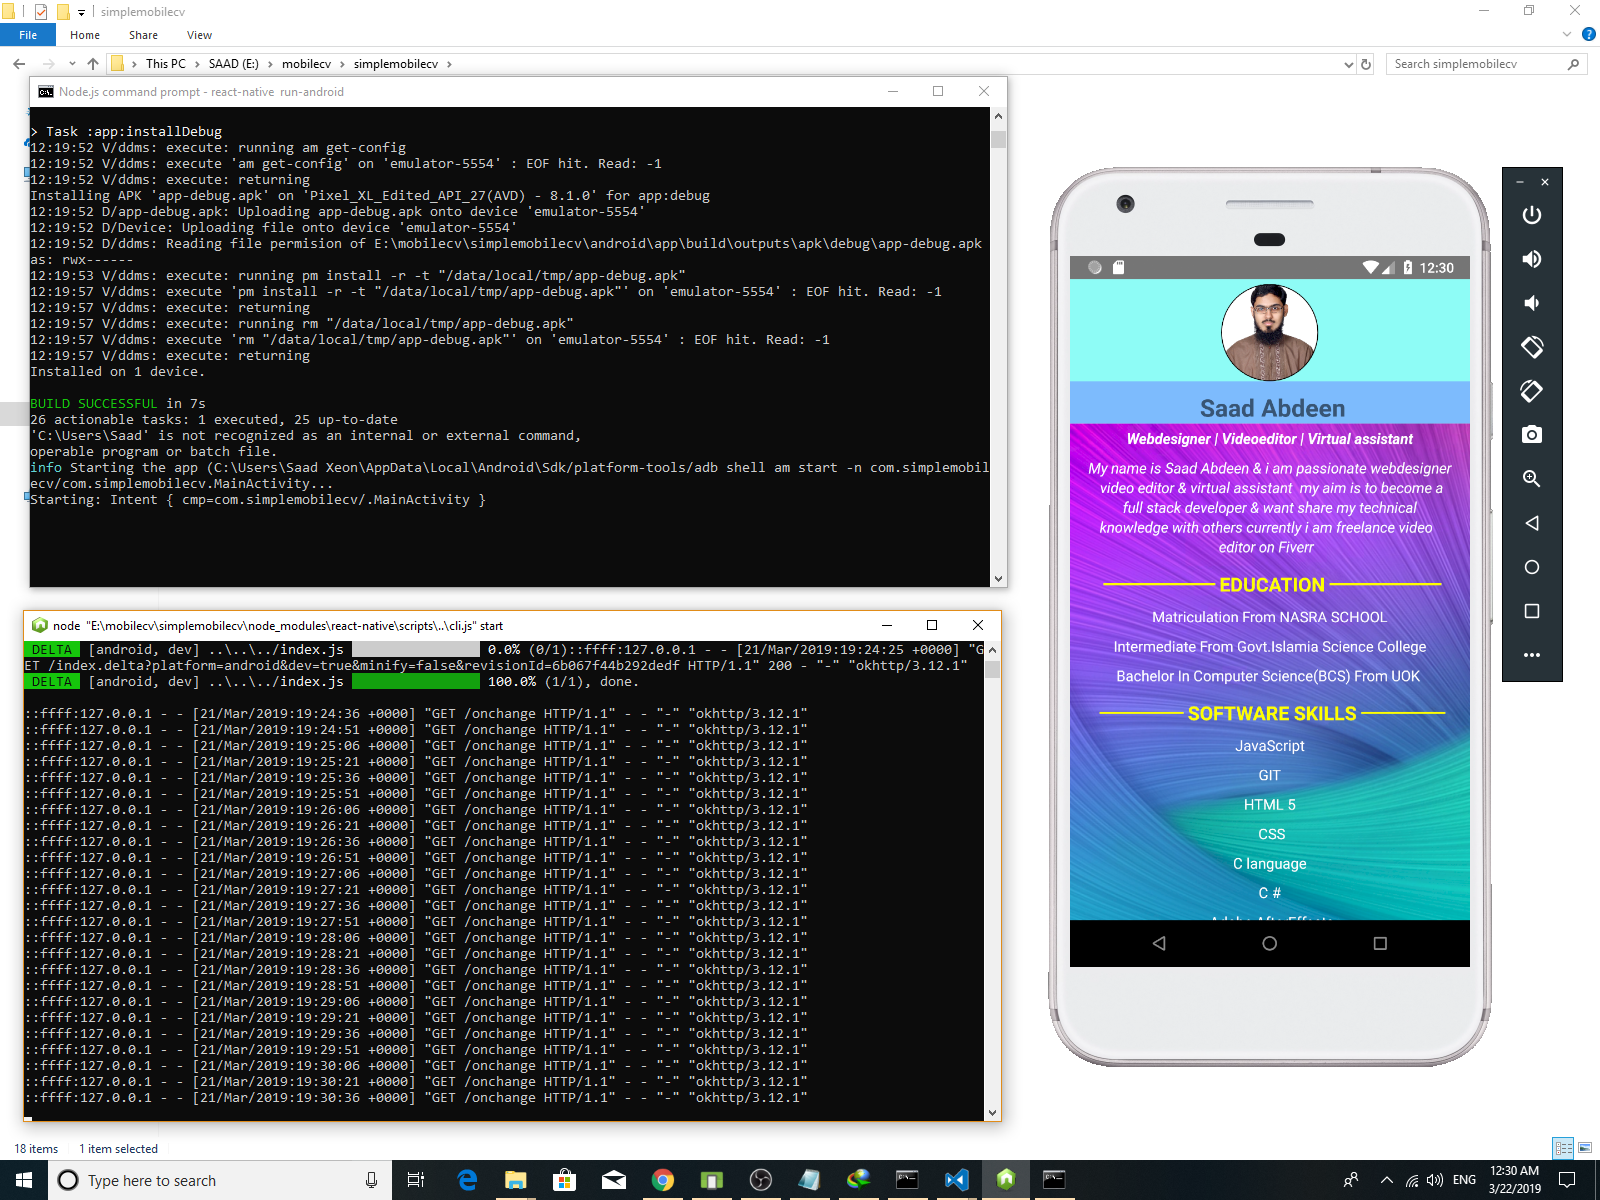 simplemobilecv
File Home Share View
This PC SAAD (E:) mobilecv simplemobilecv
Search simplemobilecv
Node.js command prompt - react-native run-android
> Task :app:installDebug
12:19:52 V/ddms: execute: running am get-config
12:19:52 V/ddms: execute 'am get-config' on 'emulator-5554' : EOF hit. Read: -1
12:19:52 V/ddms: execute: returning
Installing APK 'app-debug.apk' on 'Pixel_XL_Edited_API_27(AVD) - 8.1.0' for app:debug
12:19:52 D/app-debug.apk: Uploading app-debug.apk onto device 'emulator-5554'
12:19:52 D/Device: Uploading file onto device 'emulator-5554'
12:19:52 D/ddms: Reading file permision of E:\mobilecv\simplemobilecv\android\app\build\outputs\apk\debug\app-debug.apk
as: rwx------
12:19:53 V/ddms: execute: running pm install -r -t "/data/local/tmp/app-debug.apk"
12:19:57 V/ddms: execute 'pm install -r -t "/data/local/tmp/app-debug.apk"' on 'emulator-5554' : EOF hit. Read: -1
12:19:57 V/ddms: execute: returning
12:19:57 V/ddms: execute: running rm "/data/local/tmp/app-debug.apk"
12:19:57 V/ddms: execute 'rm "/data/local/tmp/app-debug.apk"' on 'emulator-5554' : EOF hit. Read: -1
12:19:57 V/ddms: execute: returning
Installed on 1 device.
BUILD SUCCESSFUL in 7s
26 actionable tasks: 1 executed, 25 up-to-date
'C:\Users\Saad' is not recognized as an internal or external command,
operable program or batch file.
info Starting the app (C:\Users\Saad Xeon\AppData\Local\Android\Sdk/platform-tools/adb shell am start -n com.simplemobil
ecv/com.simplemobilecv.MainActivity...
Starting: Intent { cmp=com.simplemobilecv/.MainActivity }
node "E:\mobilecv\simplemobilecv\node_modules\react-native\scripts\..\cli.js" start
DELTA [android, dev] ..\..\../index.js 0.0% (0/1)::ffff:127.0.0.1 - - [21/Mar/2019:19:24:25 +0000] "G
ET /index.delta?platform=android&dev=true&minify=false&revisionId=6b067f44b292dedf HTTP/1.1" 200 - "-" "okhttp/3.12.1"
DELTA [android, dev] ..\..\../index.js 100.0% (1/1), done.
::ffff:127.0.0.1 - - [21/Mar/2019:19:24:36 +0000] "GET /onchange HTTP/1.1" - - "-" "okhttp/3.12.1"
::ffff:127.0.0.1 - - [21/Mar/2019:19:24:51 +0000] "GET /onchange HTTP/1.1" - - "-" "okhttp/3.12.1"
::ffff:127.0.0.1 - - [21/Mar/2019:19:25:06 +0000] "GET /onchange HTTP/1.1" - - "-" "okhttp/3.12.1"
::ffff:127.0.0.1 - - [21/Mar/2019:19:25:21 +0000] "GET /onchange HTTP/1.1" - - "-" "okhttp/3.12.1"
::ffff:127.0.0.1 - - [21/Mar/2019:19:25:36 +0000] "GET /onchange HTTP/1.1" - - "-" "okhttp/3.12.1"
::ffff:127.0.0.1 - - [21/Mar/2019:19:25:51 +0000] "GET /onchange HTTP/1.1" - - "-" "okhttp/3.12.1"
::ffff:127.0.0.1 - - [21/Mar/2019:19:26:06 +0000] "GET /onchange HTTP/1.1" - - "-" "okhttp/3.12.1"
::ffff:127.0.0.1 - - [21/Mar/2019:19:26:21 +0000] "GET /onchange HTTP/1.1" - - "-" "okhttp/3.12.1"
::ffff:127.0.0.1 - - [21/Mar/2019:19:26:36 +0000] "GET /onchange HTTP/1.1" - - "-" "okhttp/3.12.1"
::ffff:127.0.0.1 - - [21/Mar/2019:19:26:51 +0000] "GET /onchange HTTP/1.1" - - "-" "okhttp/3.12.1"
::ffff:127.0.0.1 - - [21/Mar/2019:19:27:06 +0000] "GET /onchange HTTP/1.1" - - "-" "okhttp/3.12.1"
::ffff:127.0.0.1 - - [21/Mar/2019:19:27:21 +0000] "GET /onchange HTTP/1.1" - - "-" "okhttp/3.12.1"
::ffff:127.0.0.1 - - [21/Mar/2019:19:27:36 +0000] "GET /onchange HTTP/1.1" - - "-" "okhttp/3.12.1"
::ffff:127.0.0.1 - - [21/Mar/2019:19:27:51 +0000] "GET /onchange HTTP/1.1" - - "-" "okhttp/3.12.1"
::ffff:127.0.0.1 - - [21/Mar/2019:19:28:06 +0000] "GET /onchange HTTP/1.1" - - "-" "okhttp/3.12.1"
::ffff:127.0.0.1 - - [21/Mar/2019:19:28:21 +0000] "GET /onchange HTTP/1.1" - - "-" "okhttp/3.12.1"
::ffff:127.0.0.1 - - [21/Mar/2019:19:28:36 +0000] "GET /onchange HTTP/1.1" - - "-" "okhttp/3.12.1"
::ffff:127.0.0.1 - - [21/Mar/2019:19:28:51 +0000] "GET /onchange HTTP/1.1" - - "-" "okhttp/3.12.1"
::ffff:127.0.0.1 - - [21/Mar/2019:19:29:06 +0000] "GET /onchange HTTP/1.1" - - "-" "okhttp/3.12.1"
::ffff:127.0.0.1 - - [21/Mar/2019:19:29:21 +0000] "GET /onchange HTTP/1.1" - - "-" "okhttp/3.12.1"
::ffff:127.0.0.1 - - [21/Mar/2019:19:29:36 +0000] "GET /onchange HTTP/1.1" - - "-" "okhttp/3.12.1"
::ffff:127.0.0.1 - - [21/Mar/2019:19:29:51 +0000] "GET /onchange HTTP/1.1" - - "-" "okhttp/3.12.1"
::ffff:127.0.0.1 - - [21/Mar/2019:19:30:06 +0000] "GET /onchange HTTP/1.1" - - "-" "okhttp/3.12.1"
::ffff:127.0.0.1 - - [21/Mar/2019:19:30:21 +0000] "GET /onchange HTTP/1.1" - - "-" "okhttp/3.12.1"
::ffff:127.0.0.1 - - [21/Mar/2019:19:30:36 +0000] "GET /onchange HTTP/1.1" - - "-" "okhttp/3.12.1"
12:30
Saad Abdeen
Webdesigner | Videoeditor | Virtual assistant
My name is Saad Abdeen & i am passionate webdesigner
video editor & virtual assistant my aim is to become a
full stack developer & want share my technical
knowledge with others currently i am freelance video
editor on Fiverr
EDUCATION
Matriculation From NASRA SCHOOL
Intermediate From Govt.Islamia Science College
Bachelor In Computer Science(BCS) From UOK
SOFTWARE SKILLS
JavaScript
GIT
HTML 5
CSS
C language
C #
Adobe AfterEffects
18 items 1 item selected
Type here to search
ENG
12:30 AM
3/22/2019